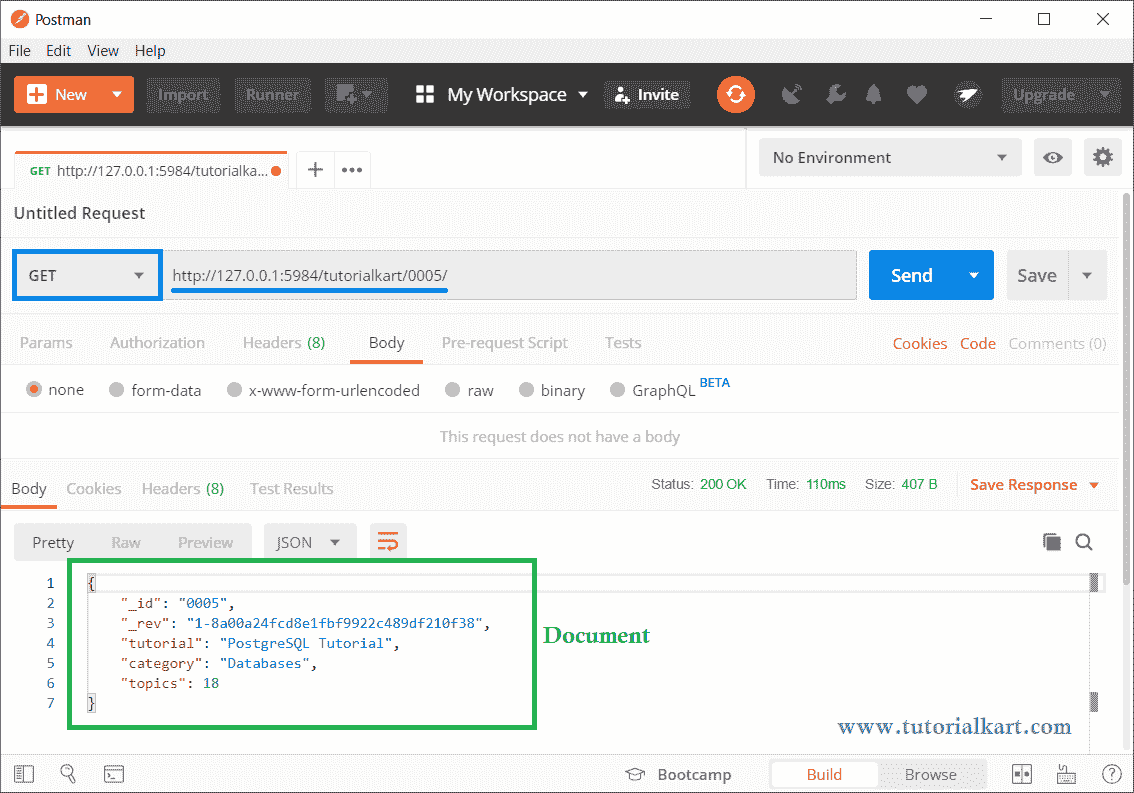 Postman
File Edit View Help
New Import Runner My Workspace Invite Upgrade
GET http://127.0.0.1:5984/tutorialka... No Environment
Untitled Request
GET http://127.0.0.1:5984/tutorialkart/0005/ Send Save
Params Authorization Headers (8) Body Pre-request Script Tests Cookies Code Comments (0)
none form-data x-www-form-urlencoded raw binary GraphQL BETA
This request does not have a body
Body Cookies Headers (8) Test Results Status: 200 OK Time: 110ms Size: 407 B Save Response
Pretty Raw Preview JSON
1 {
2 "_id": "0005",
3 "_rev": "1-8a00a24fcd8e1fbf9922c489df210f38",
4 "tutorial": "PostgreSQL Tutorial",
5 "category": "Databases",
6 "topics": 18
7 }
Document
www.tutorialkart.com
Bootcamp Build Browse